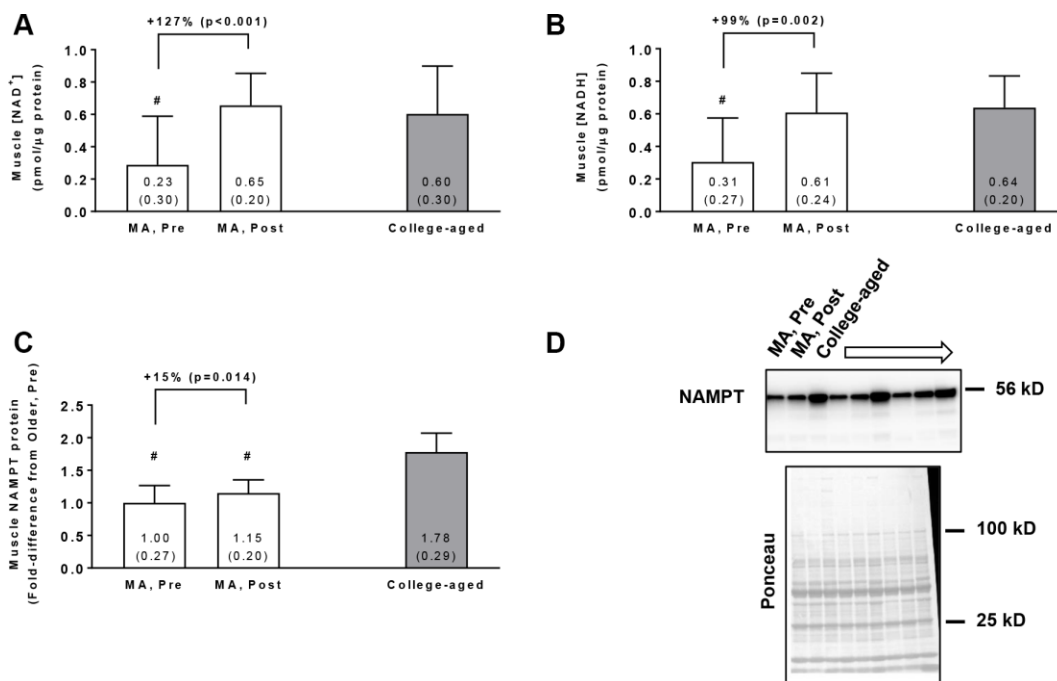 A
+127% (p<0.001)
Muscle [NAD⁺]
(pmol/µg protein)
1.0
0.8
0.6
0.4
0.2
0.0
#
0.23
(0.30)
0.65
(0.20)
0.60
(0.30)
MA, Pre
MA, Post
College-aged
B
+99% (p=0.002)
Muscle [NADH]
(pmol/µg protein)
1.0
0.8
0.6
0.4
0.2
0.0
#
0.31
(0.27)
0.61
(0.24)
0.64
(0.20)
MA, Pre
MA, Post
College-aged
C
+15% (p=0.014)
Muscle NAMPT protein
(Fold-difference from Older, Pre)
2.5
2.0
1.5
1.0
0.5
0.0
#
#
1.00
(0.27)
1.15
(0.20)
1.78
(0.29)
MA, Pre
MA, Post
College-aged
D
MA, Pre
MA, Post
College-aged
NAMPT
56 kD
Ponceau
100 kD
25 kD